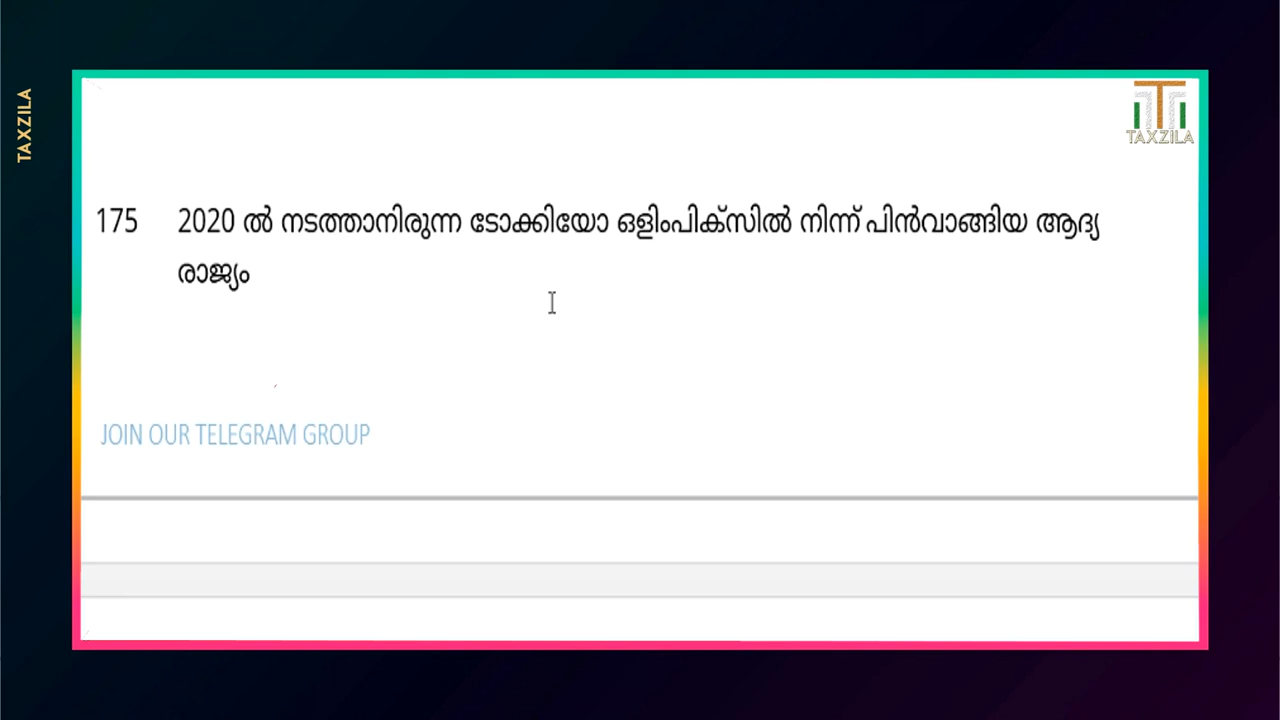 TAXZILA
TAXZILA
175 2020 ൽ നടത്താനിരുന്ന ടോക്കിയോ ഒളിംപിക്സിൽ നിന്ന് പിൻവാങ്ങിയ ആദ്യ
രാജ്യം
JOIN OUR TELEGRAM GROUP